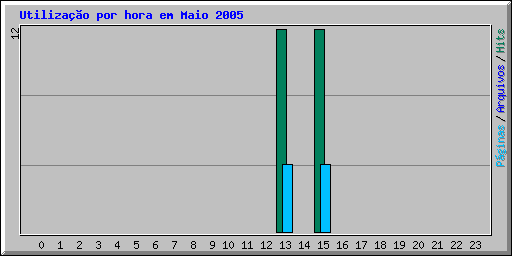 Utilização por hora em Maio 2005
12
0 1 2 3 4 5 6 7 8 9 10 11 12 13 14 15 16 17 18 19 20 21 22 23
Páginas / Arquivos / Hits